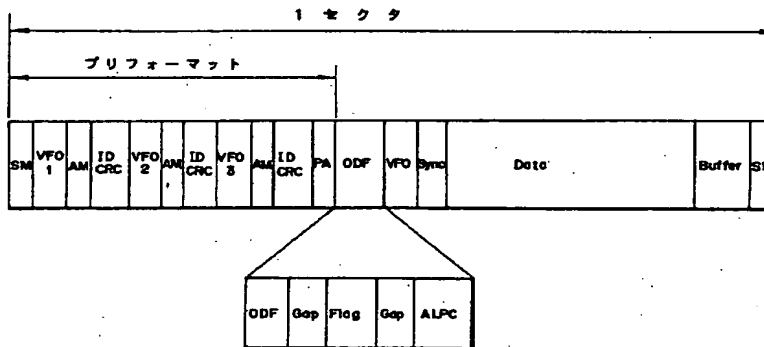 1 セクタ
プリフォーマット
SM VFO 1 AM ID CRC VFO 2 AM ID CRC VFO 3 AM ID CRC PA ODF VFO Sync Data Buffer
ODF Gap Flag Gap ALPC